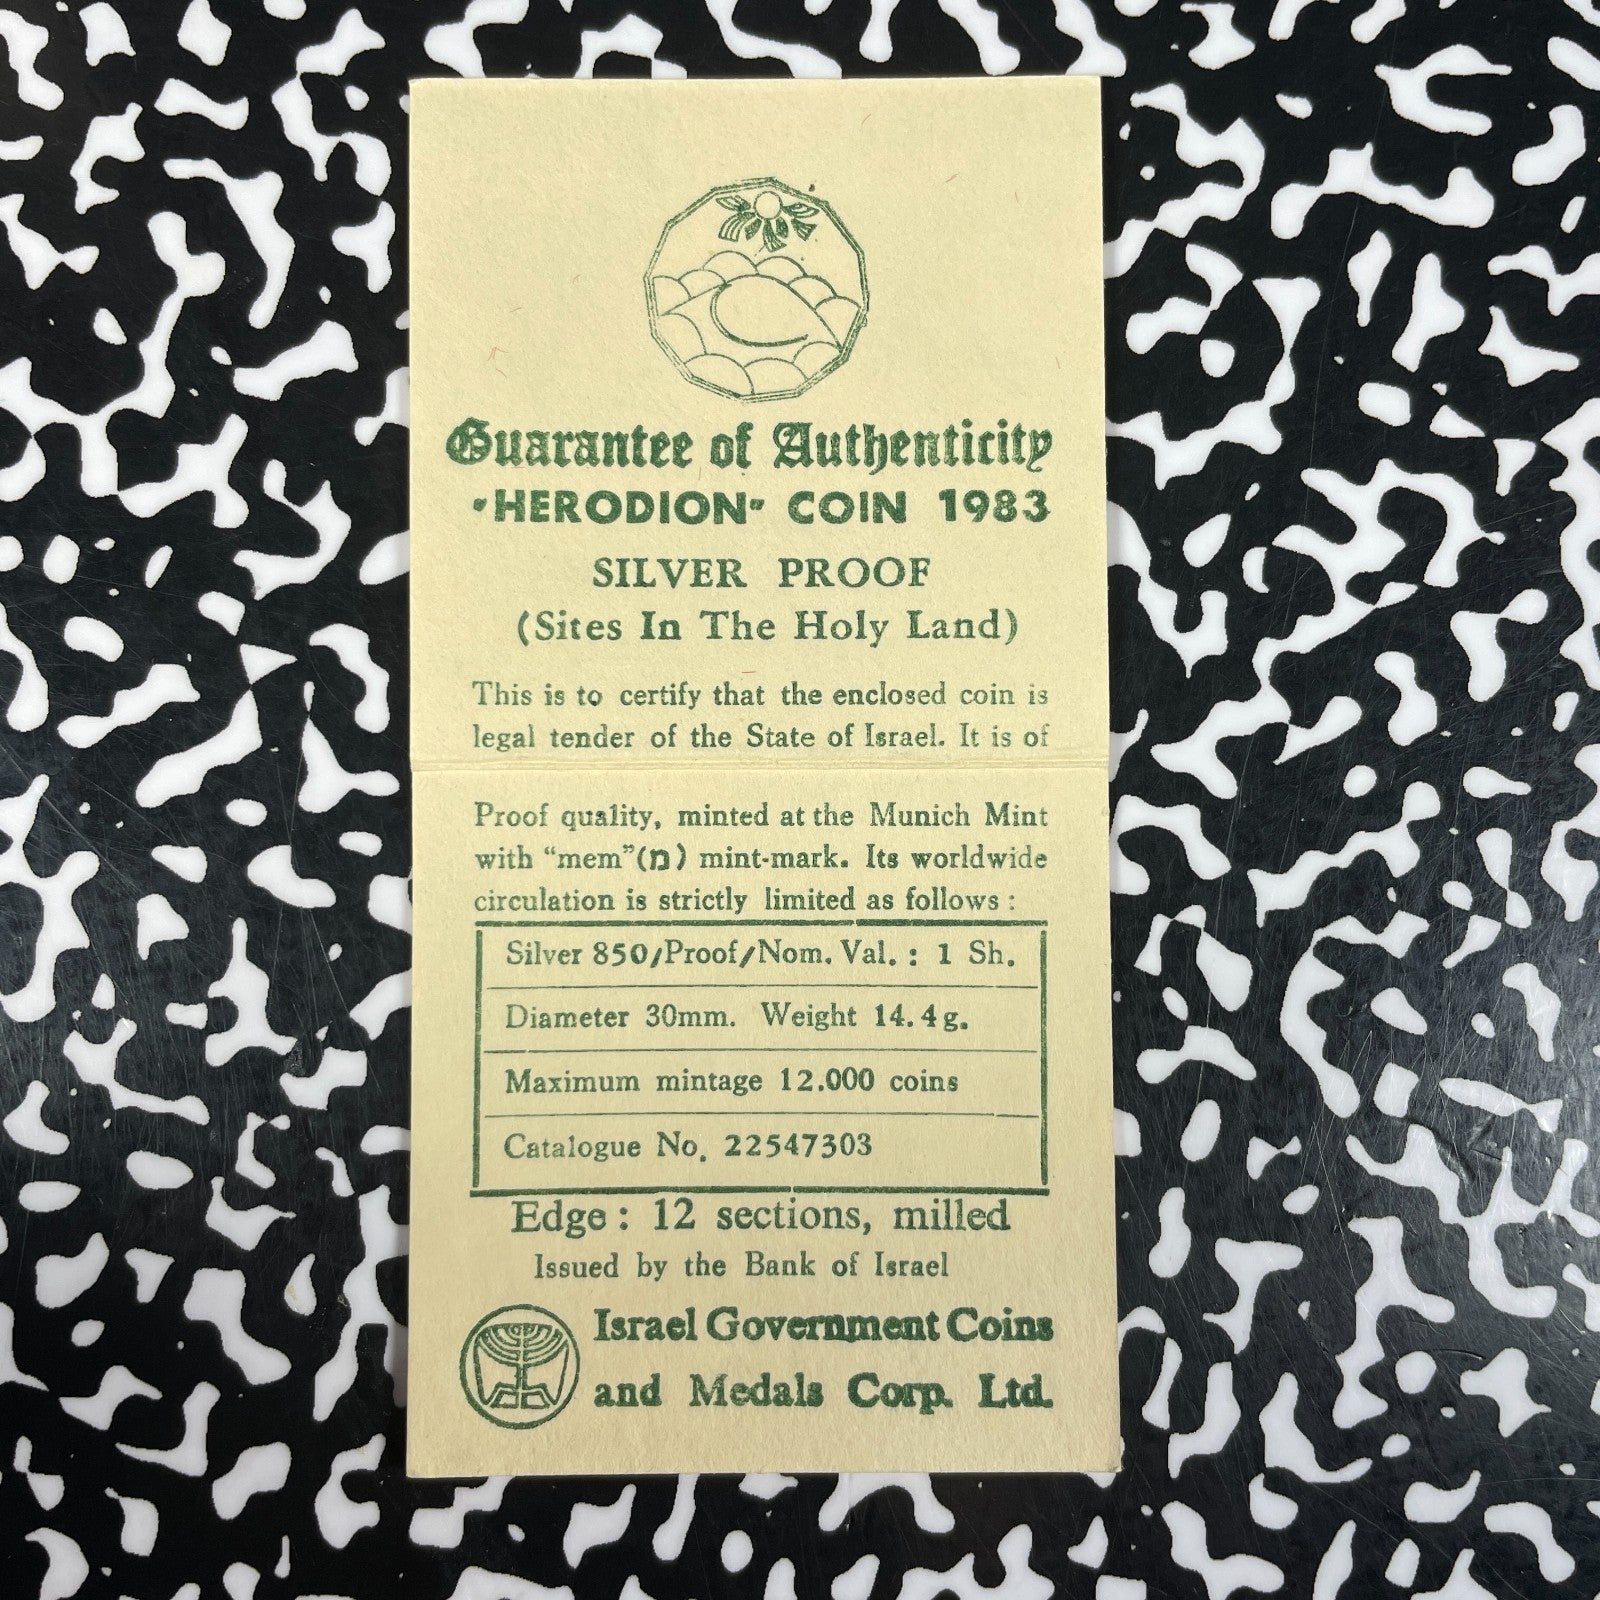 Guarantee of Authenticity
"HERODION" COIN 1983
SILVER PROOF
(Sites In The Holy Land)
This is to certify that the enclosed coin is
legal tender of the State of Israel. It is of
Proof quality, minted at the Munich Mint
with “mem”(מ) mint-mark. Its worldwide
circulation is strictly limited as follows :
Silver 850/Proof/Nom. Val. : 1 Sh.
Diameter 30mm. Weight 14.4g.
Maximum mintage 12.000 coins
Catalogue No. 22547303
Edge : 12 sections, milled
Issued by the Bank of Israel
Israel Government Coins
and Medals Corp. Ltd.